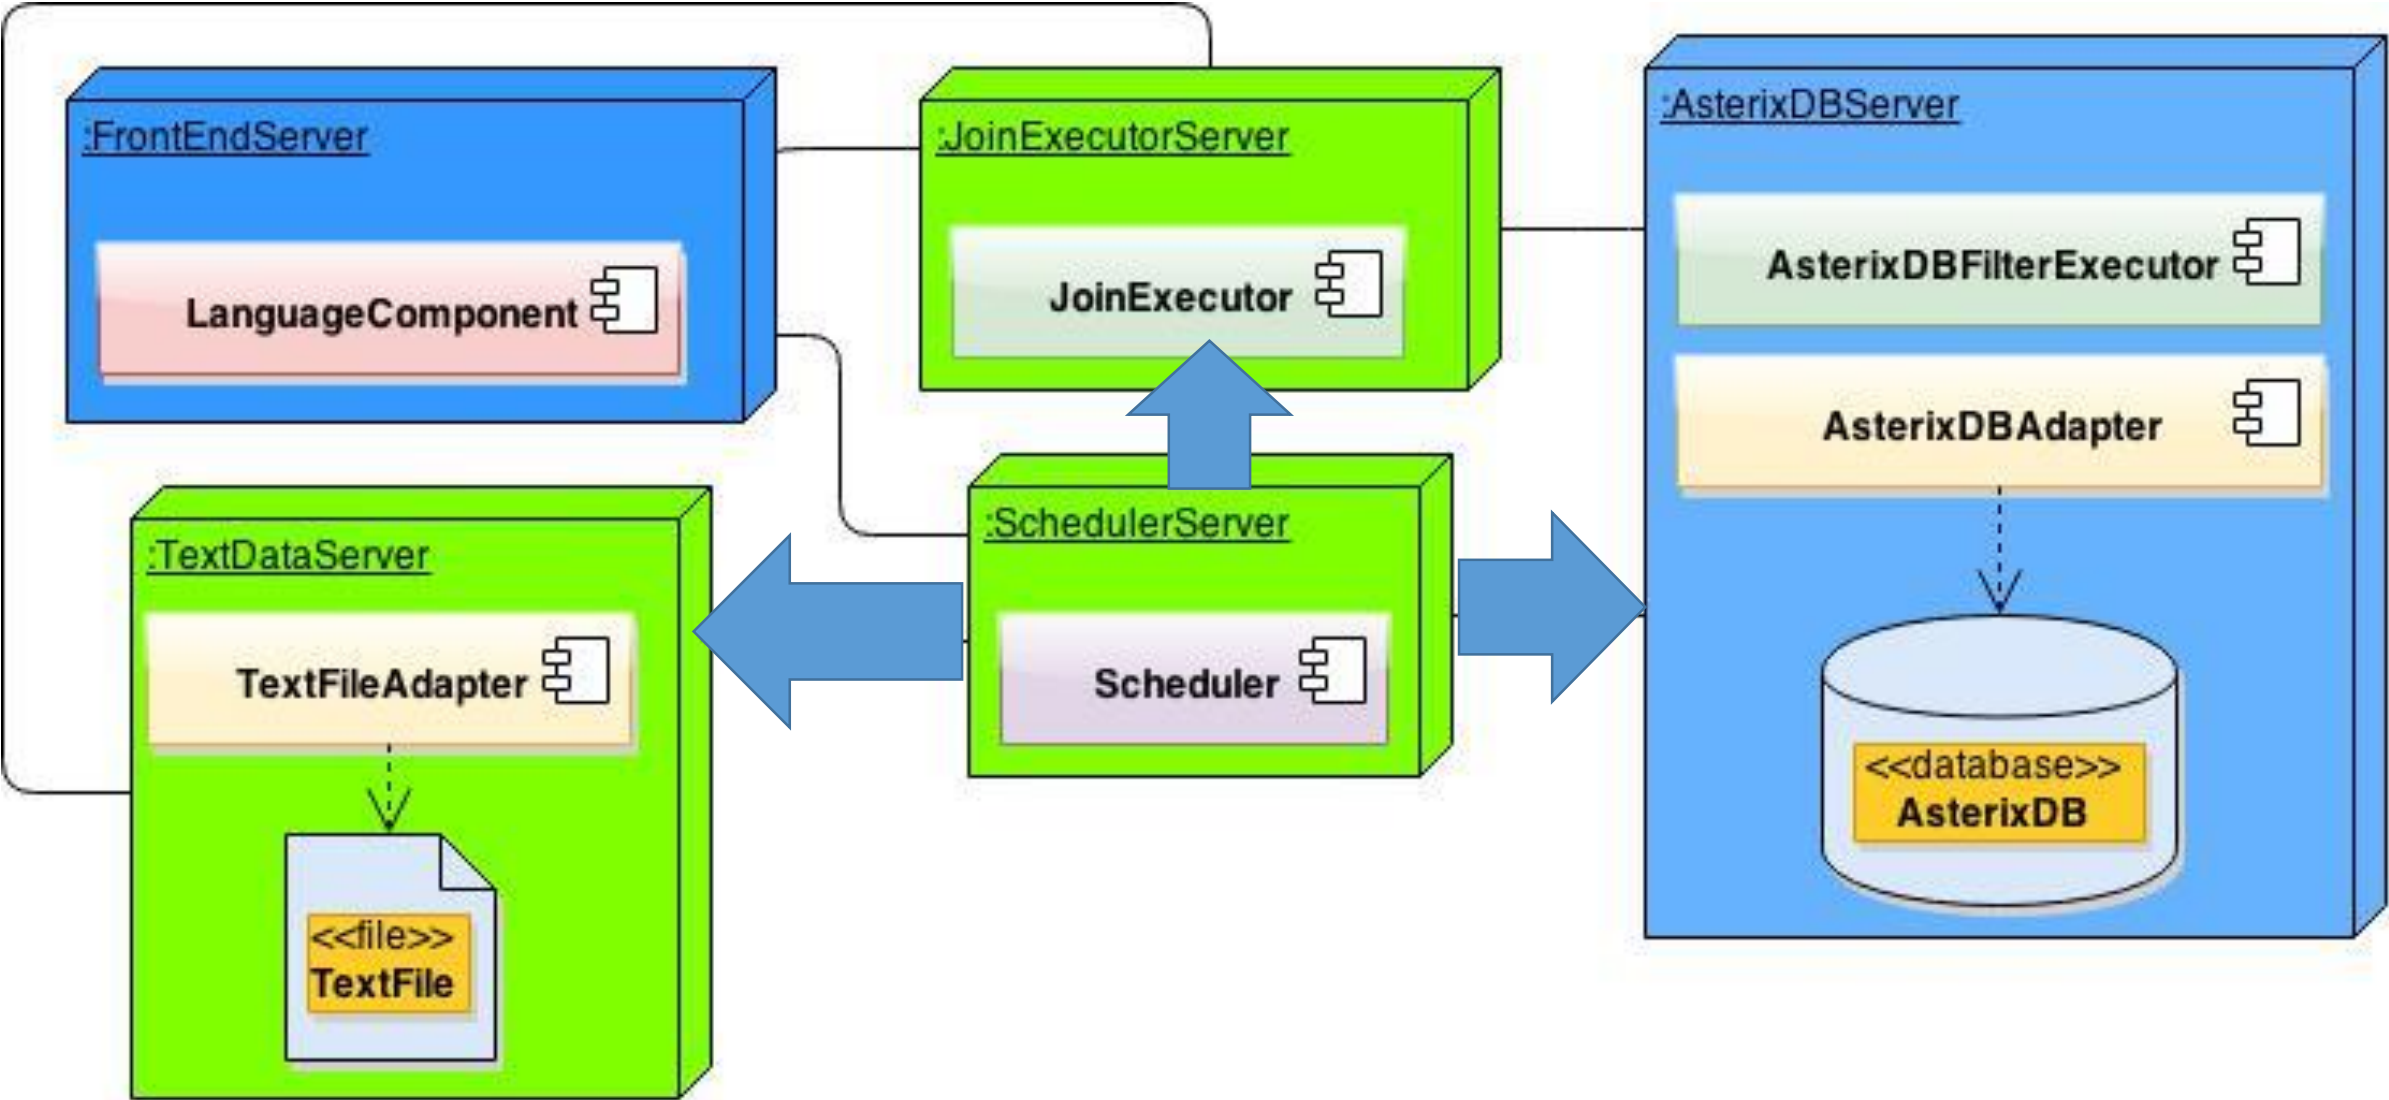 :FrontEndServer
LanguageComponent
:JoinExecutorServer
JoinExecutor
:AsterixDBServer
AsterixDBFilterExecutor
AsterixDBAdapter
<<database>>
AsterixDB
:TextDataServer
TextFileAdapter
<<file>>
TextFile
:SchedulerServer
Scheduler